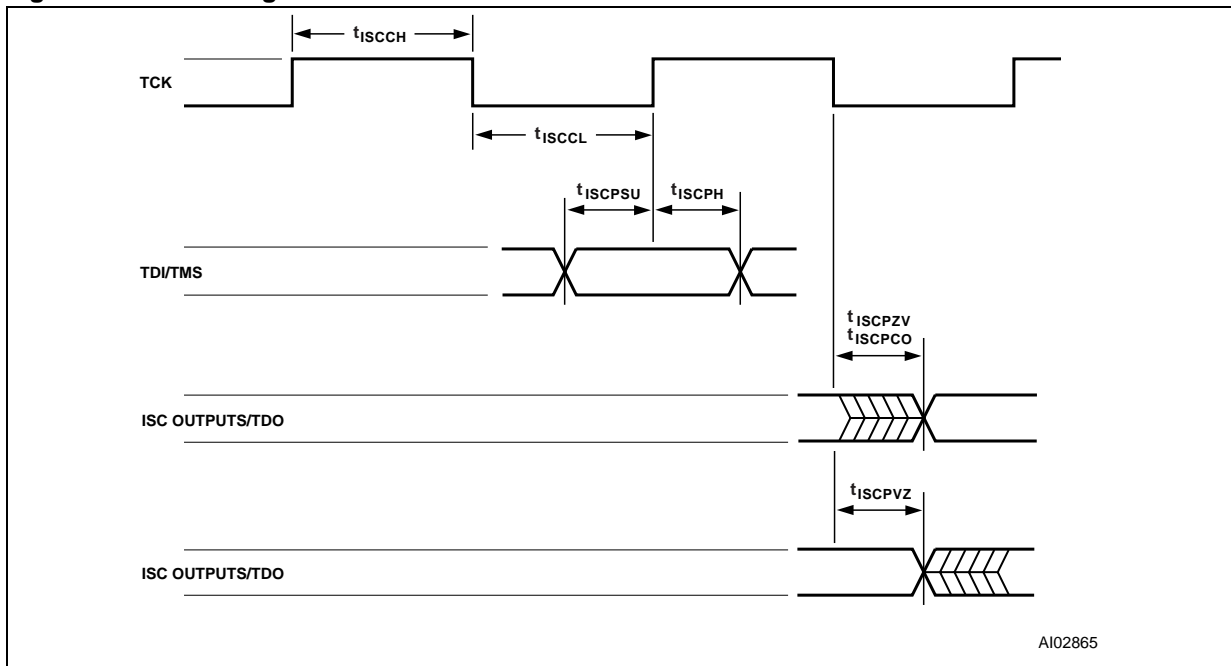 tISCCH
TCK
tISCCL
tISCPSU
tISCPH
TDI/TMS
tISCPZV
tISCPCO
ISC OUTPUTS/TDO
tISCPVZ
ISC OUTPUTS/TDO
AI02865